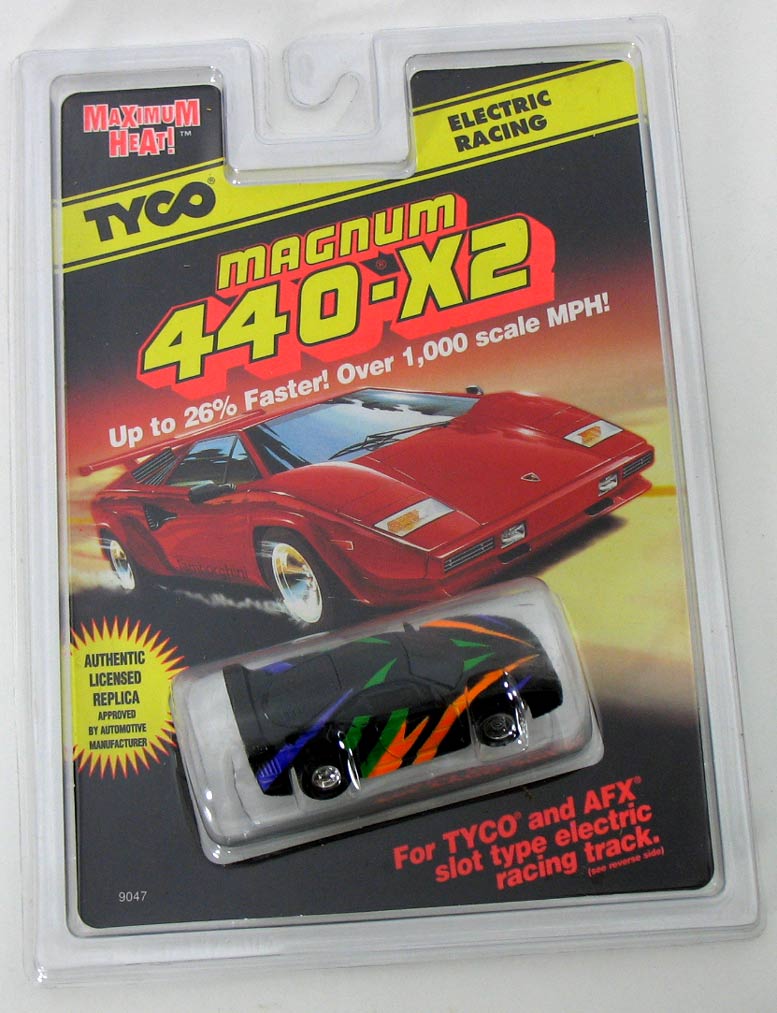 MAXIMUM
HEAT!™
ELECTRIC
RACING
TYCO®
MAGNUM
440-X2®
Up to 26% Faster! Over 1,000 scale MPH!
AUTHENTIC
LICENSED
REPLICA
APPROVED
BY AUTOMOTIVE
MANUFACTURER
For TYCO® and AFX®
slot type electric
racing track.
(see reverse side)
9047